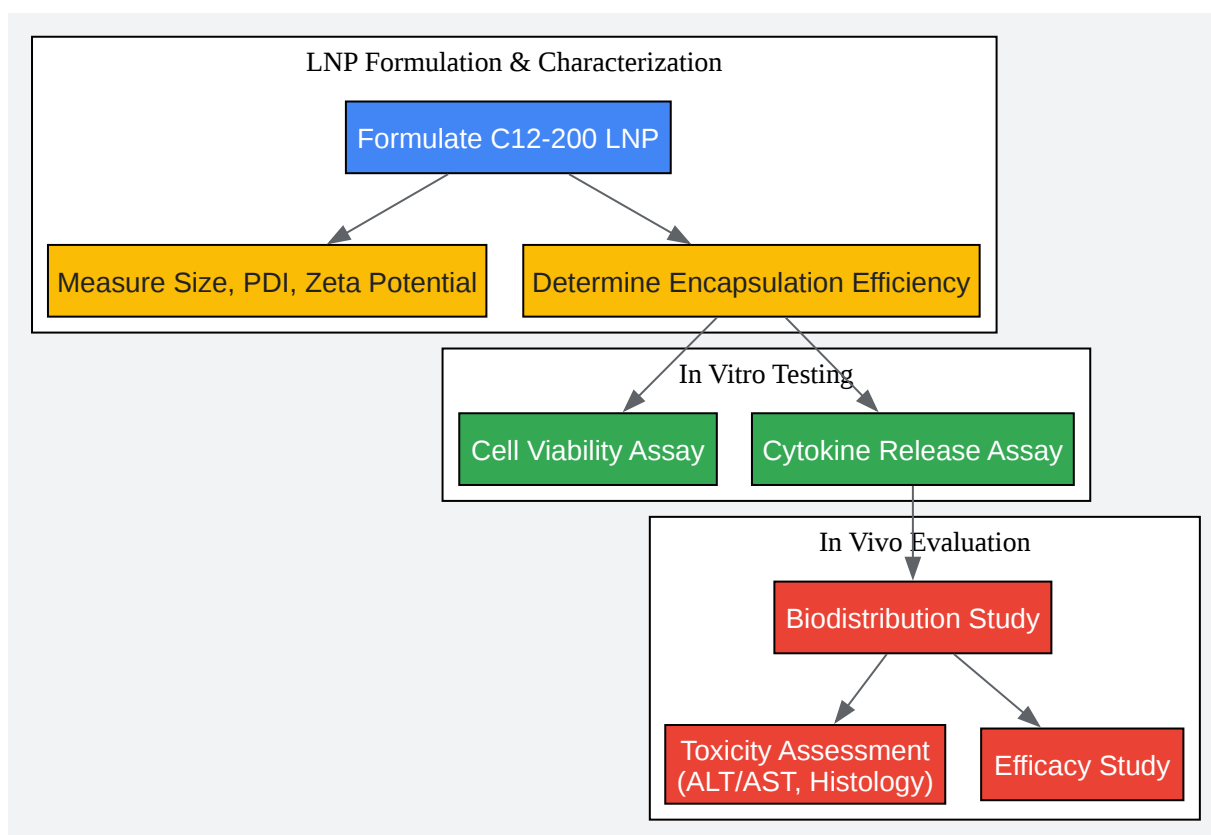 LNP Formulation & Characterization
Formulate C12-200 LNP
Measure Size, PDI, Zeta Potential
Determine Encapsulation Efficiency
In Vitro Testing
Cell Viability Assay
Cytokine Release Assay
In Vivo Evaluation
Biodistribution Study
Toxicity Assessment
(ALT/AST, Histology)
Efficacy Study